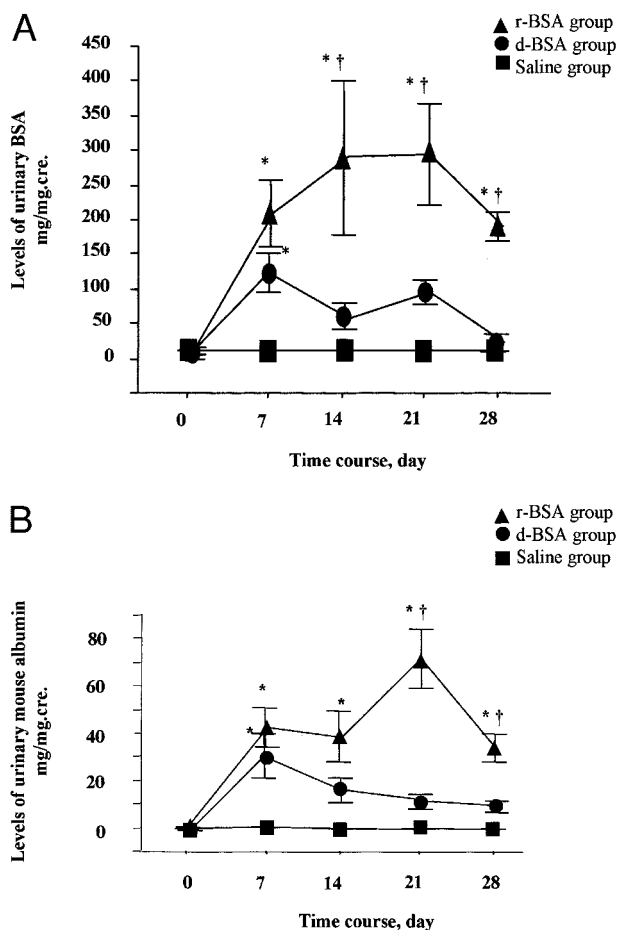 A
r-BSA group
d-BSA group
Saline group
450
400
350
300
250
200
150
100
50
0
Levels of urinary BSA
mg/mg.cre.
* †
* †
*
* †
*
0 7 14 21 28
Time course, day
B
r-BSA group
d-BSA group
Saline group
80
60
40
20
0
Levels of urinary mouse albumin
mg/mg.cre.
* †
*
*
* †
*
0 7 14 21 28
Time course, day